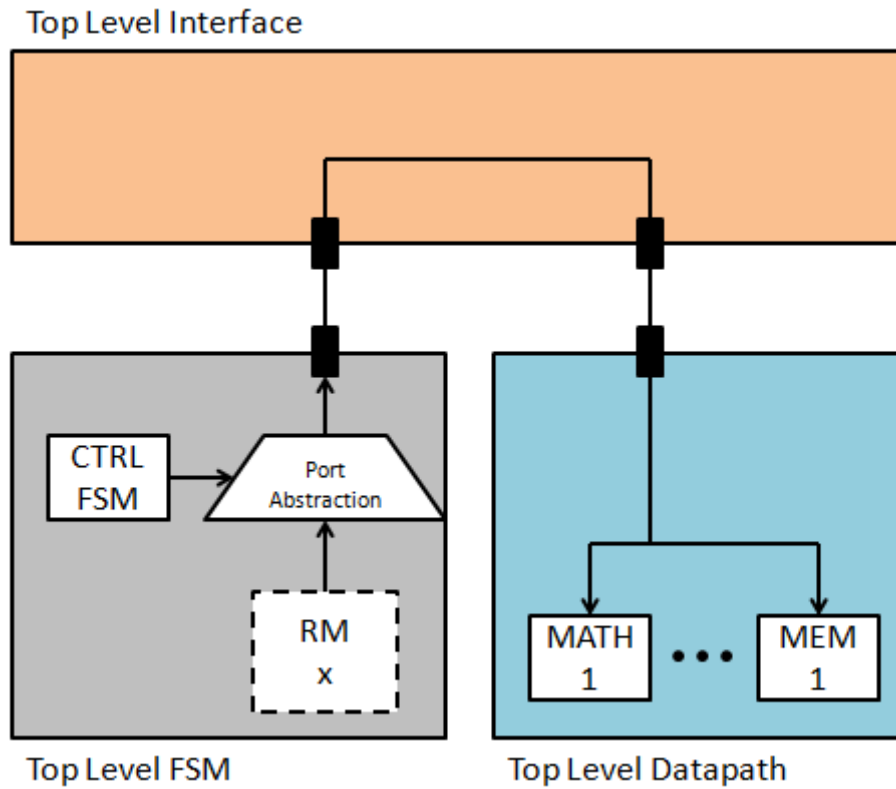 Top Level Interface
CTRL
FSM
Port
Abstraction
RM
x
MATH
1
MEM
1
Top Level FSM
Top Level Datapath